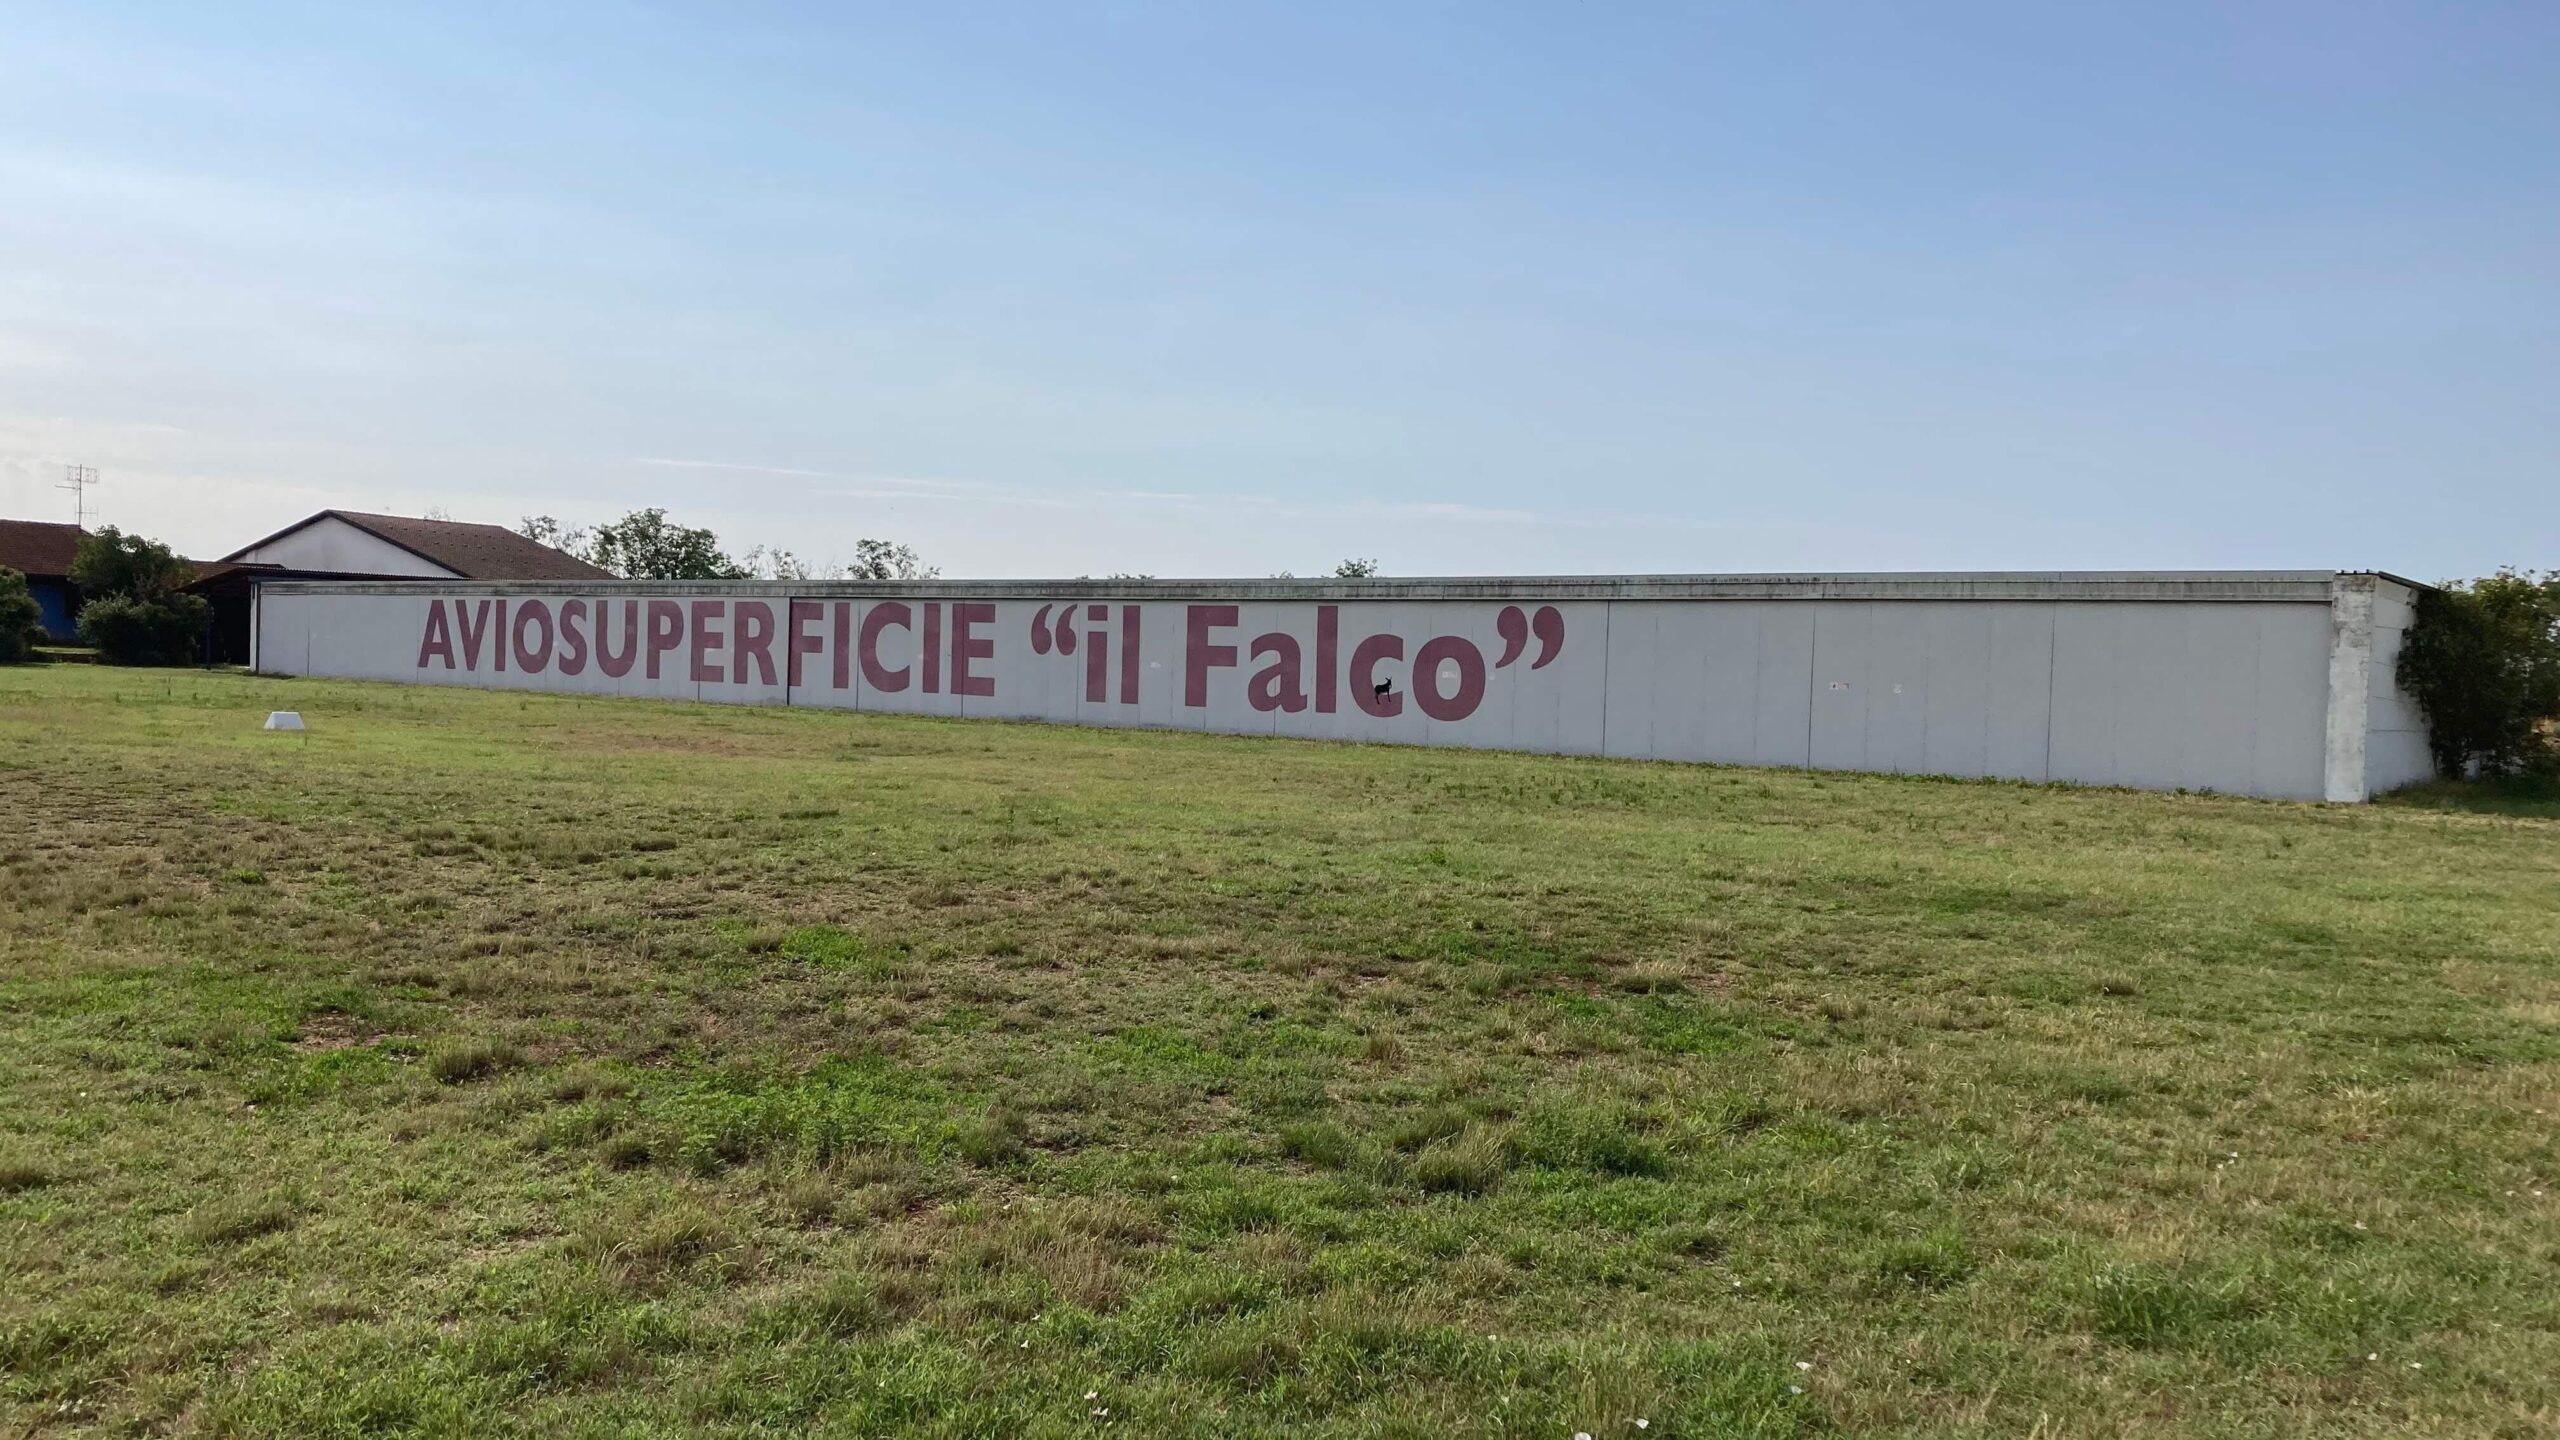 AVIOSUPERFICIE “il Falco”